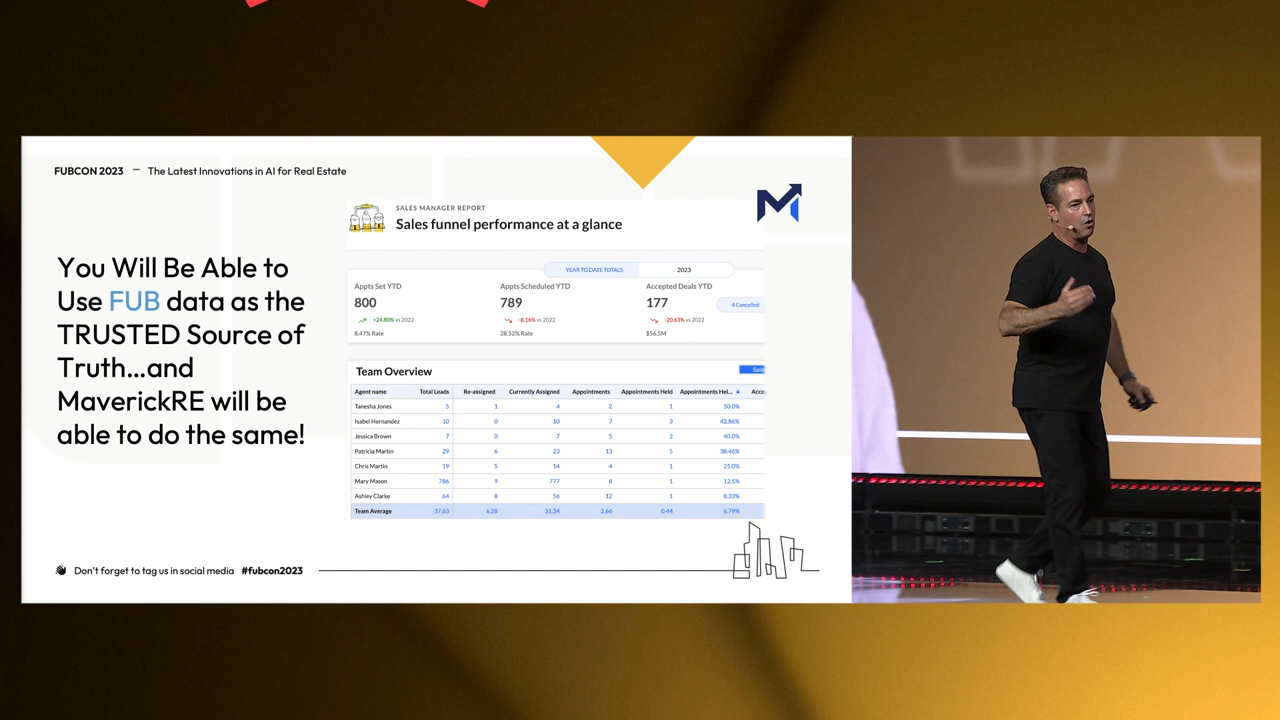 FUBCON 2023 — The Latest Innovations in AI for Real Estate
You Will Be Able to
Use FUB data as the
TRUSTED Source of
Truth...and
MaverickRE will be
able to do the same!
SALES MANAGER REPORT
Sales funnel performance at a glance
YEAR TO DATE TOTALS 2023
Appts Set YTD Appts Scheduled YTD Accepted Deals YTD
800 789 177 4 Cancelled
+24.80% vs 2022 -8.16% vs 2022 -20.63% vs 2022
8.47% Rate 28.52% Rate $56.5M
Team Overview
Agent name Total Leads Re-assigned Currently Assigned Appointments Appointments Held Appointments Hel...
Tanesha Jones 5 1 4 2 1 50.0%
Isabel Hernandez 10 0 10 7 3 42.86%
Jessica Brown 7 0 7 5 2 40.0%
Patricia Martin 29 6 23 13 5 38.46%
Chris Martin 19 5 14 4 1 25.0%
Mary Mason 786 9 777 8 1 12.5%
Ashley Clarke 64 8 56 12 1 8.33%
Team Average 37.63 6.28 31.34 2.66 0.44 6.79%
Don't forget to tag us in social media #fubcon2023